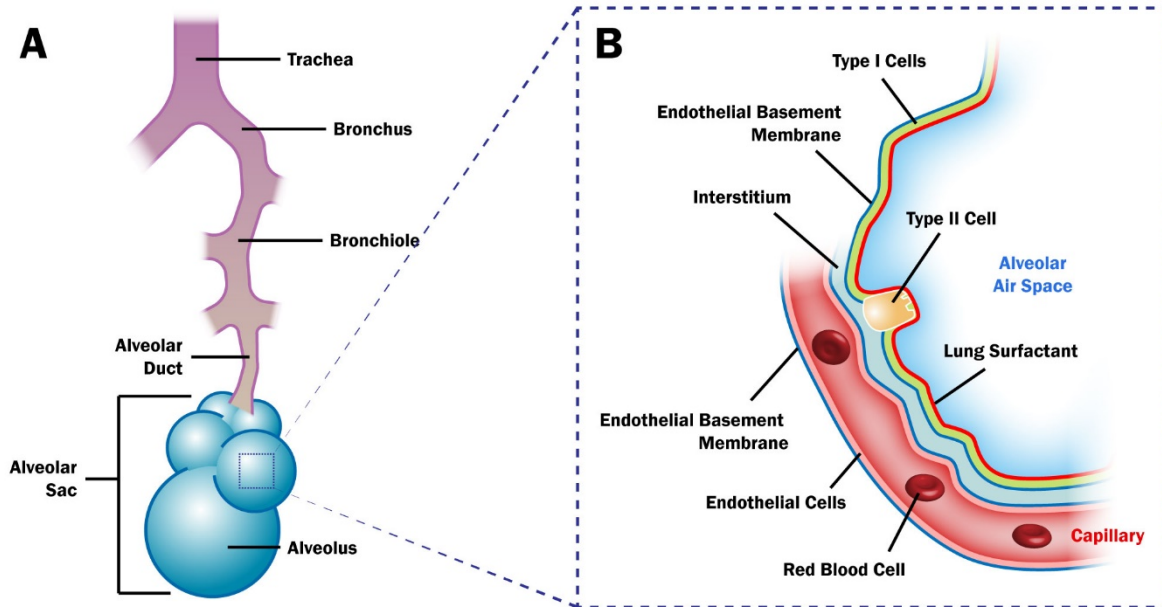 A
Trachea
Bronchus
Bronchiole
Alveolar
Duct
Alveolar
Sac
Alveolus
B
Type I Cells
Endothelial Basement
Membrane
Interstitium
Type II Cell
Alveolar
Air Space
Lung Surfactant
Endothelial Basement
Membrane
Endothelial Cells
Capillary
Red Blood Cell